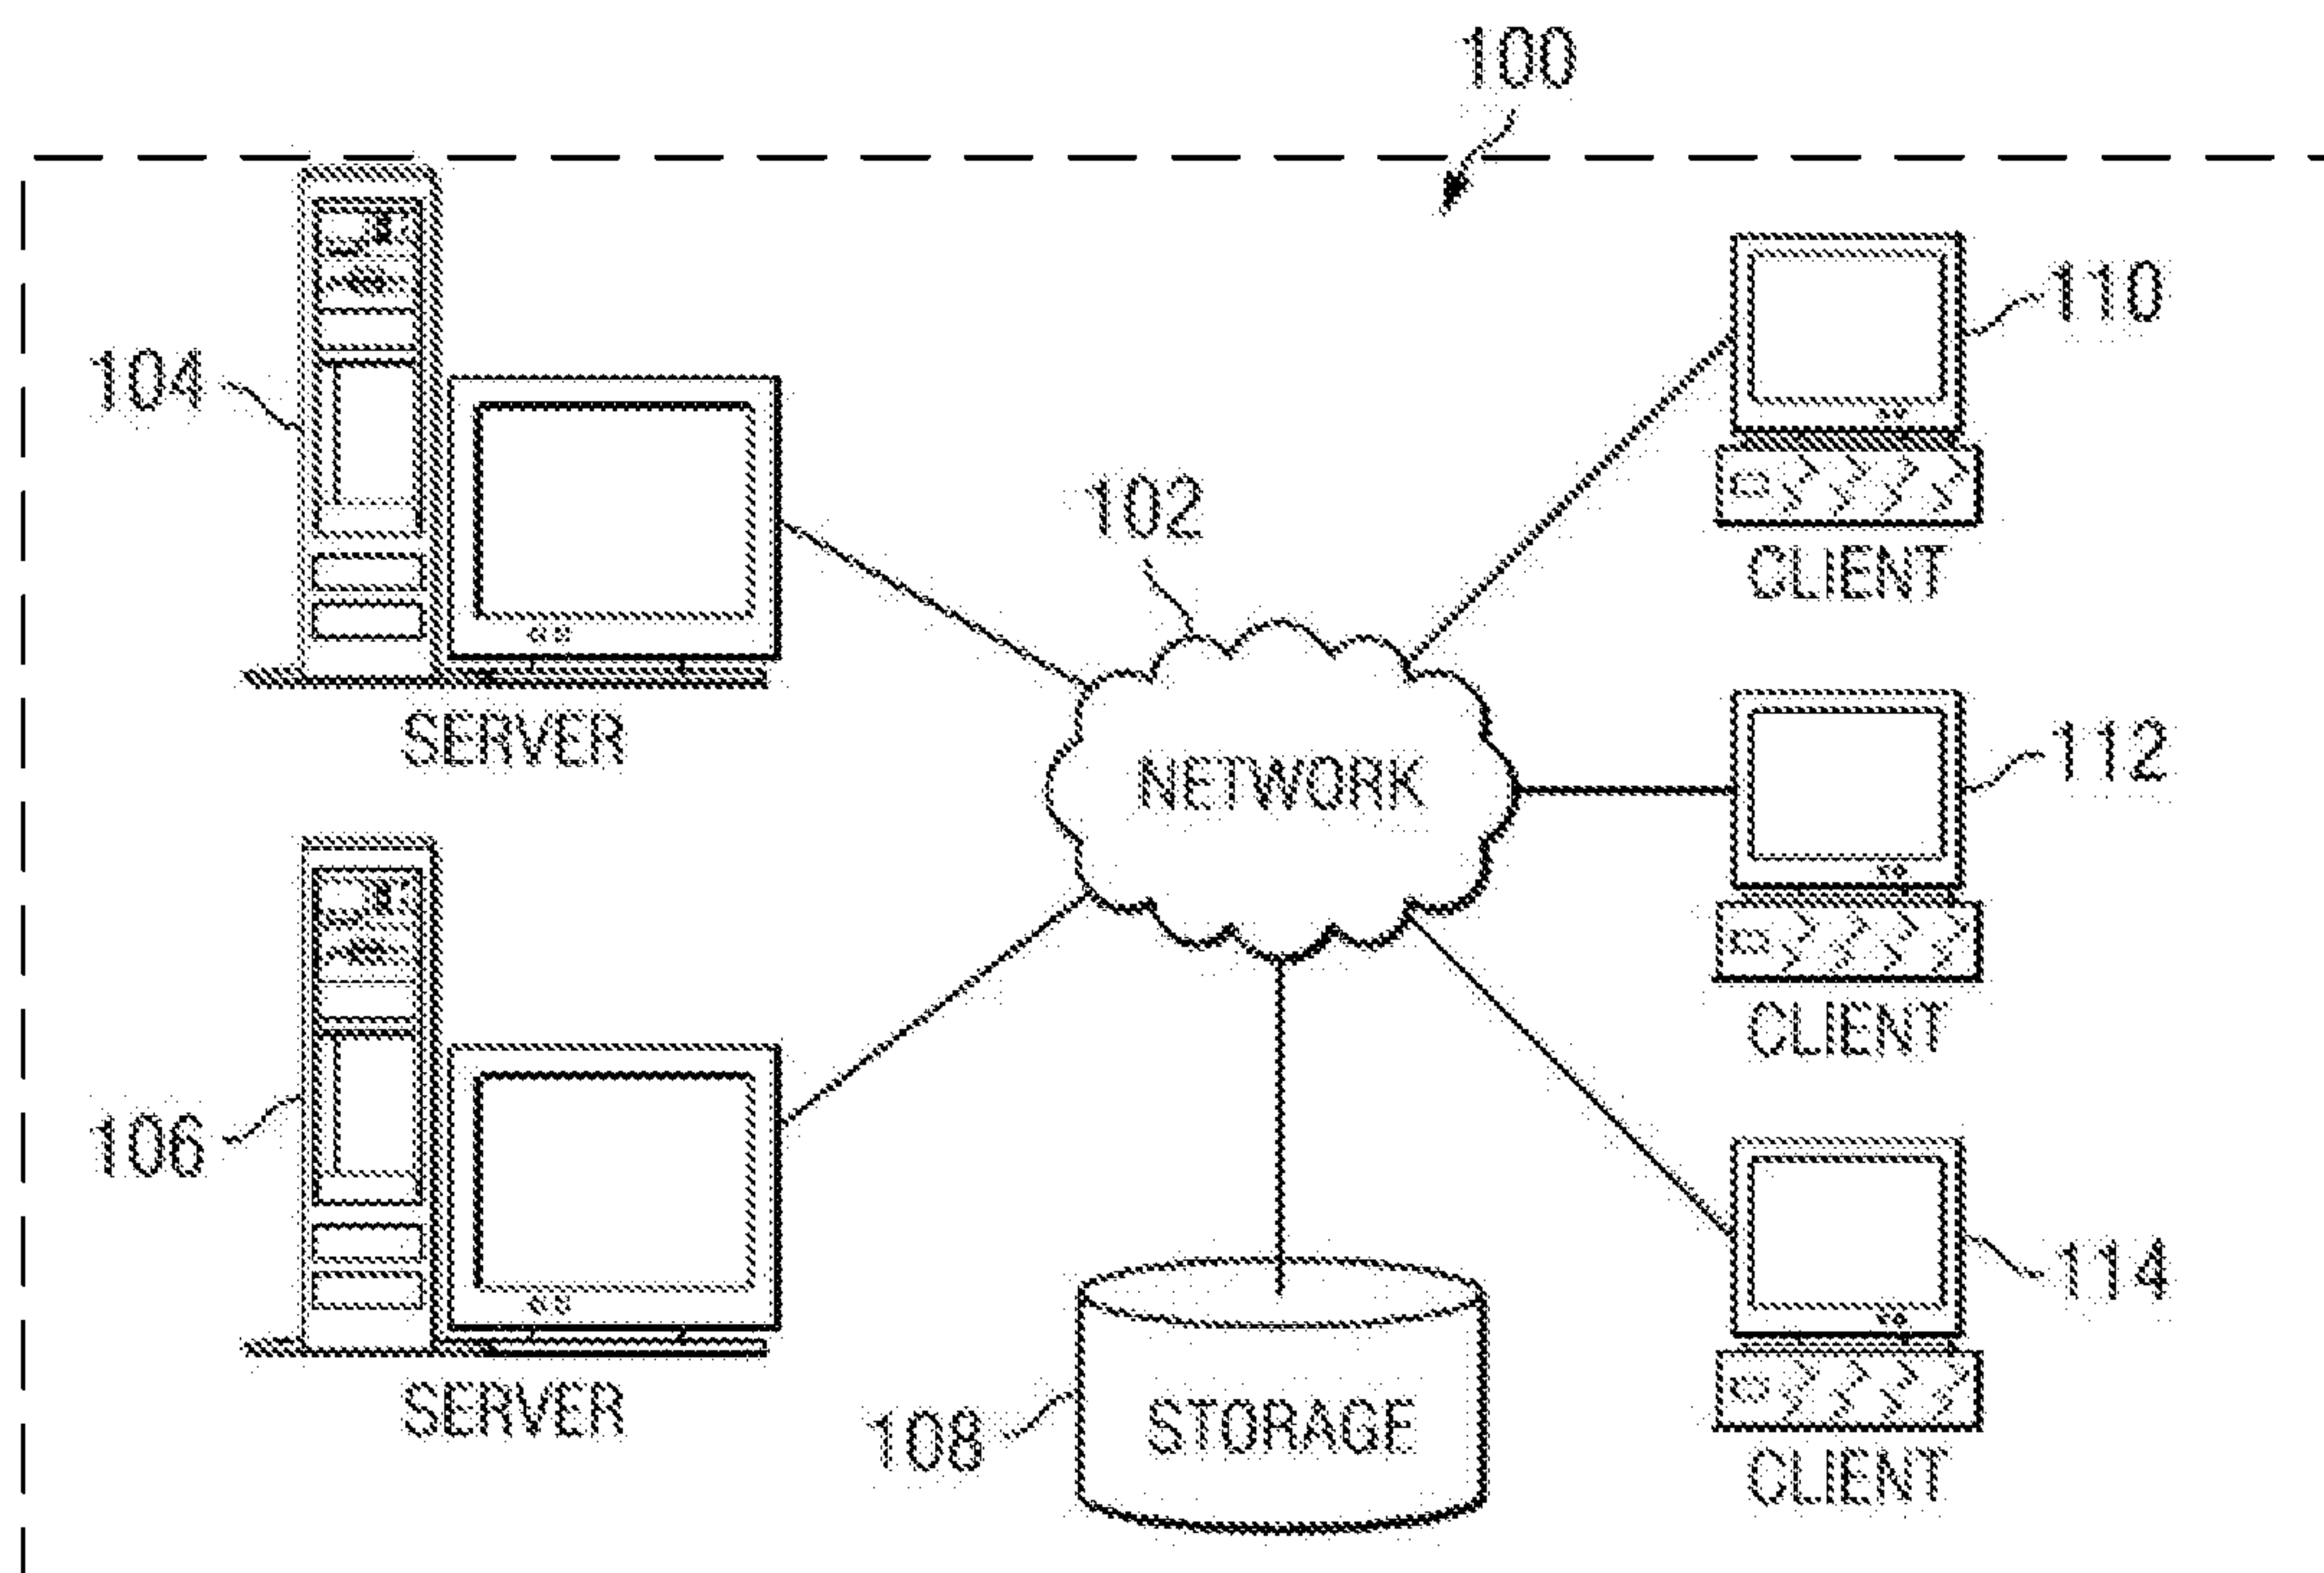 100
104
110
102
CLIENT
SERVER
NETWORK
112
CLIENT
106
114
SERVER
108
STORAGE
CLIENT